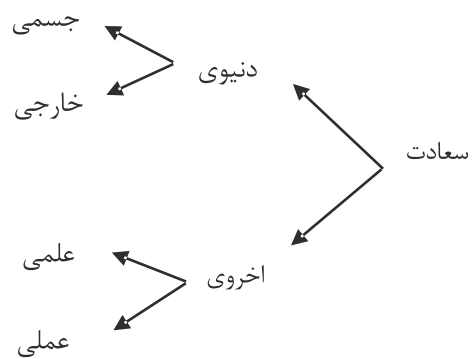 سعادت
دنیوی
جسمی
خارجی
اخروی
علمی
عملی